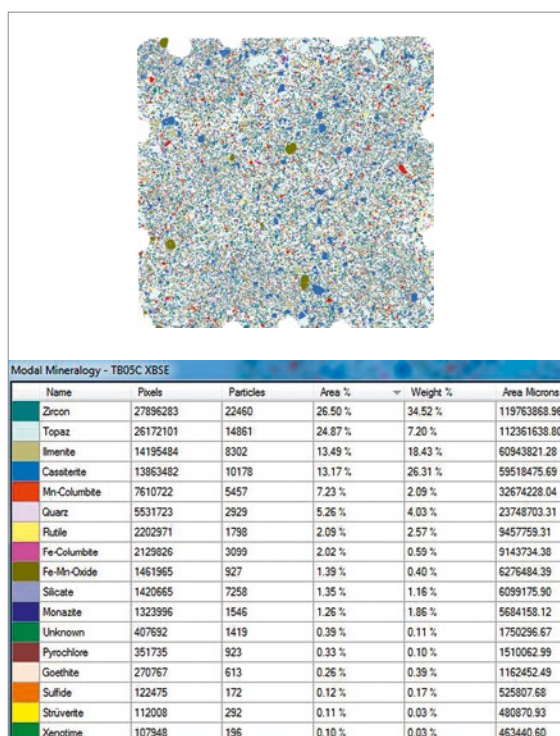 Modal Mineralogy - TB05C XBSE
Name Pixels Particles Area % Weight % Area Microns
Zircon 27896283 22460 26.50 % 34.52 % 119763868.96
Topaz 26172101 14861 24.87 % 7.20 % 112361638.80
Ilmenite 14195484 8302 13.49 % 18.43 % 60943821.28
Cassiterite 13863482 10178 13.17 % 26.31 % 59518475.69
Mn-Columbite 7610722 5457 7.23 % 2.09 % 32674228.04
Quarz 5531723 2929 5.26 % 4.03 % 23748703.31
Rutile 2202971 1798 2.09 % 2.57 % 9457759.31
Fe-Columbite 2129826 3099 2.02 % 0.59 % 9143734.38
Fe-Mn-Oxide 1461965 927 1.39 % 0.40 % 6276484.39
Silicate 1420665 7258 1.35 % 1.16 % 6099175.90
Monazite 1323996 1546 1.26 % 1.86 % 5684158.12
Unknown 407692 1419 0.39 % 0.11 % 1750296.67
Pyrochlore 351735 923 0.33 % 0.10 % 1510062.99
Goethite 270767 613 0.26 % 0.39 % 1162452.49
Sulfide 122475 172 0.12 % 0.17 % 525807.68
Strüverite 112008 292 0.11 % 0.03 % 480870.93
Xenotime 107948 196 0.10 % 0.03 % 463440.60